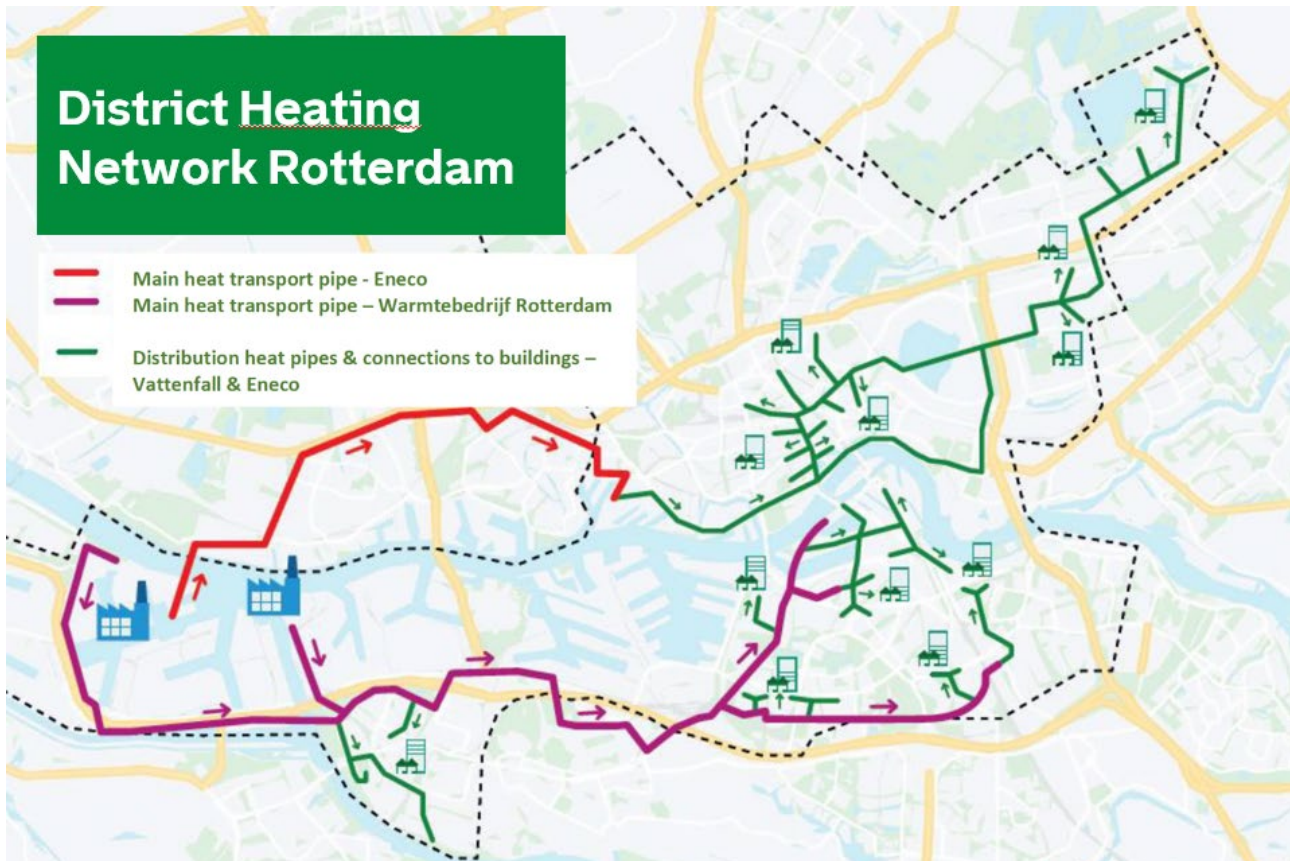 District Heating
Network Rotterdam
Main heat transport pipe - Eneco
Main heat transport pipe – Warmtebedrijf Rotterdam
Distribution heat pipes & connections to buildings –
Vattenfall & Eneco